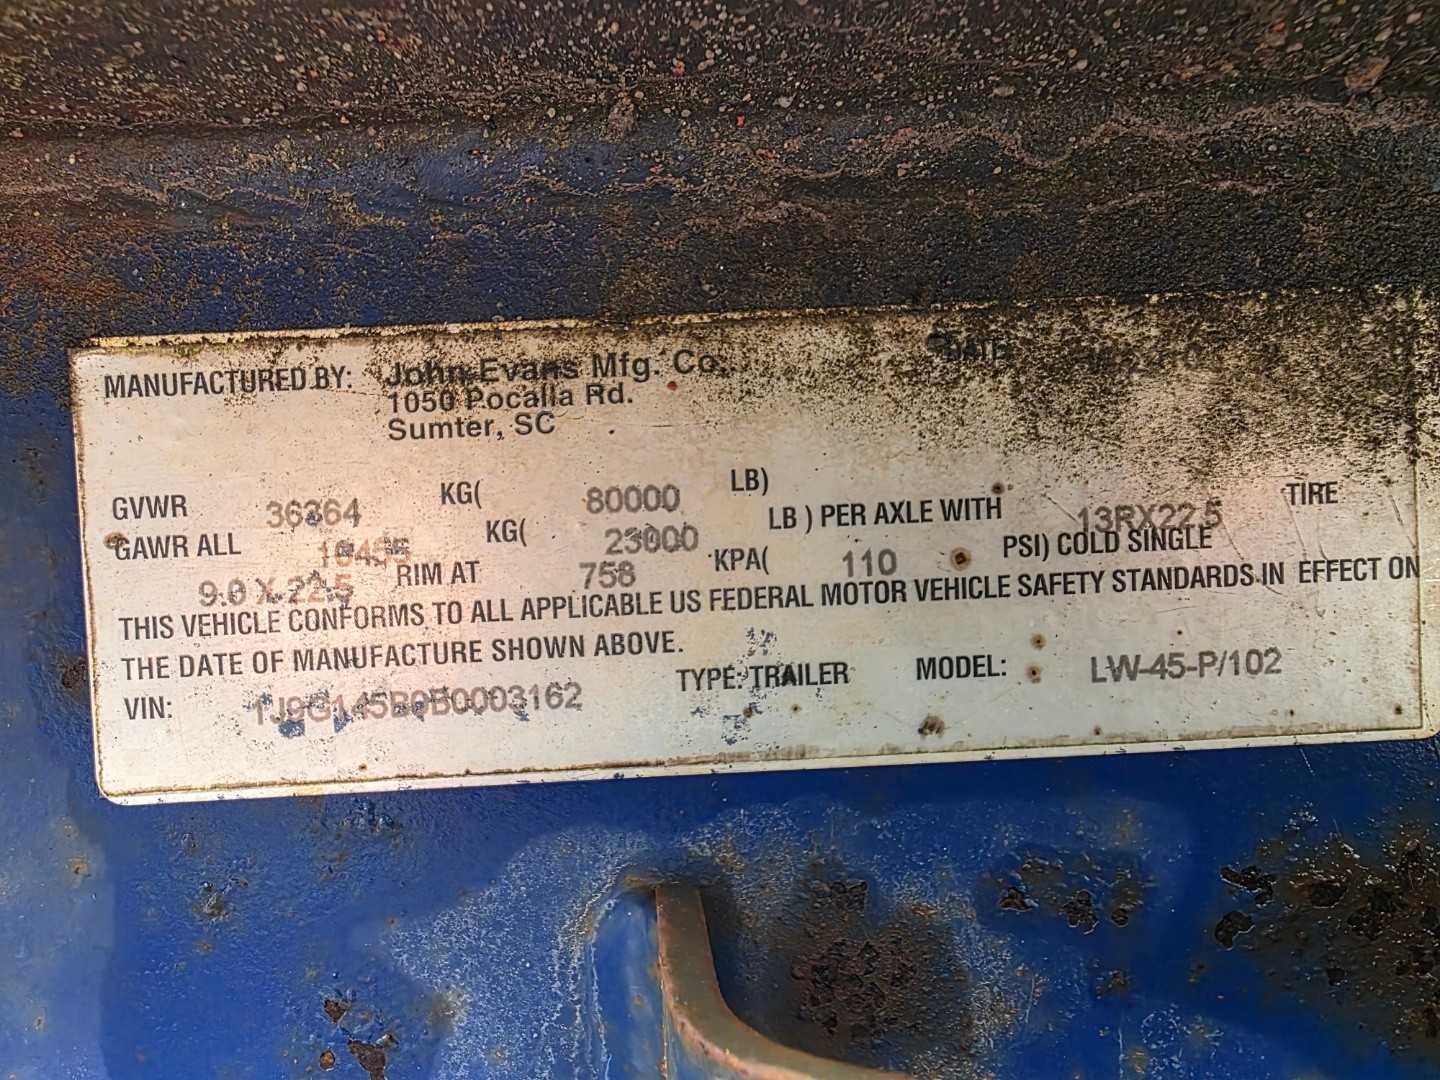 MANUFACTURED BY: John Evans Mfg. Co. DATE
1050 Pocalla Rd.
Sumter, SC
GVWR 36364 KG( 80000 LB)
GAWR ALL 10455 KG( 23000 LB ) PER AXLE WITH 13RX22.5 TIRE
9.0 X 22.5 RIM AT 758 KPA( 110 PSI) COLD SINGLE
THIS VEHICLE CONFORMS TO ALL APPLICABLE US FEDERAL MOTOR VEHICLE SAFETY STANDARDS IN EFFECT ON
THE DATE OF MANUFACTURE SHOWN ABOVE.
VIN: 1J9G145B0B0003162 TYPE: TRAILER MODEL: LW-45-P/102